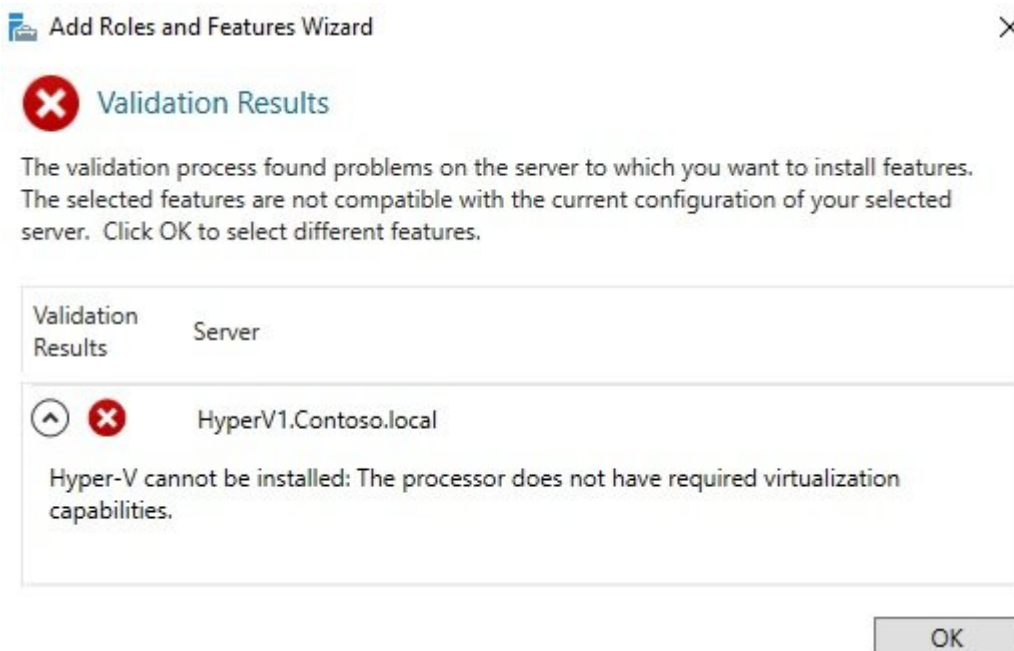 Add Roles and Features Wizard
Validation Results
The validation process found problems on the server to which you want to install features.
The selected features are not compatible with the current configuration of your selected
server.  Click OK to select different features.
Validation
Results
Server
HyperV1.Contoso.local
Hyper-V cannot be installed: The processor does not have required virtualization
capabilities.
OK